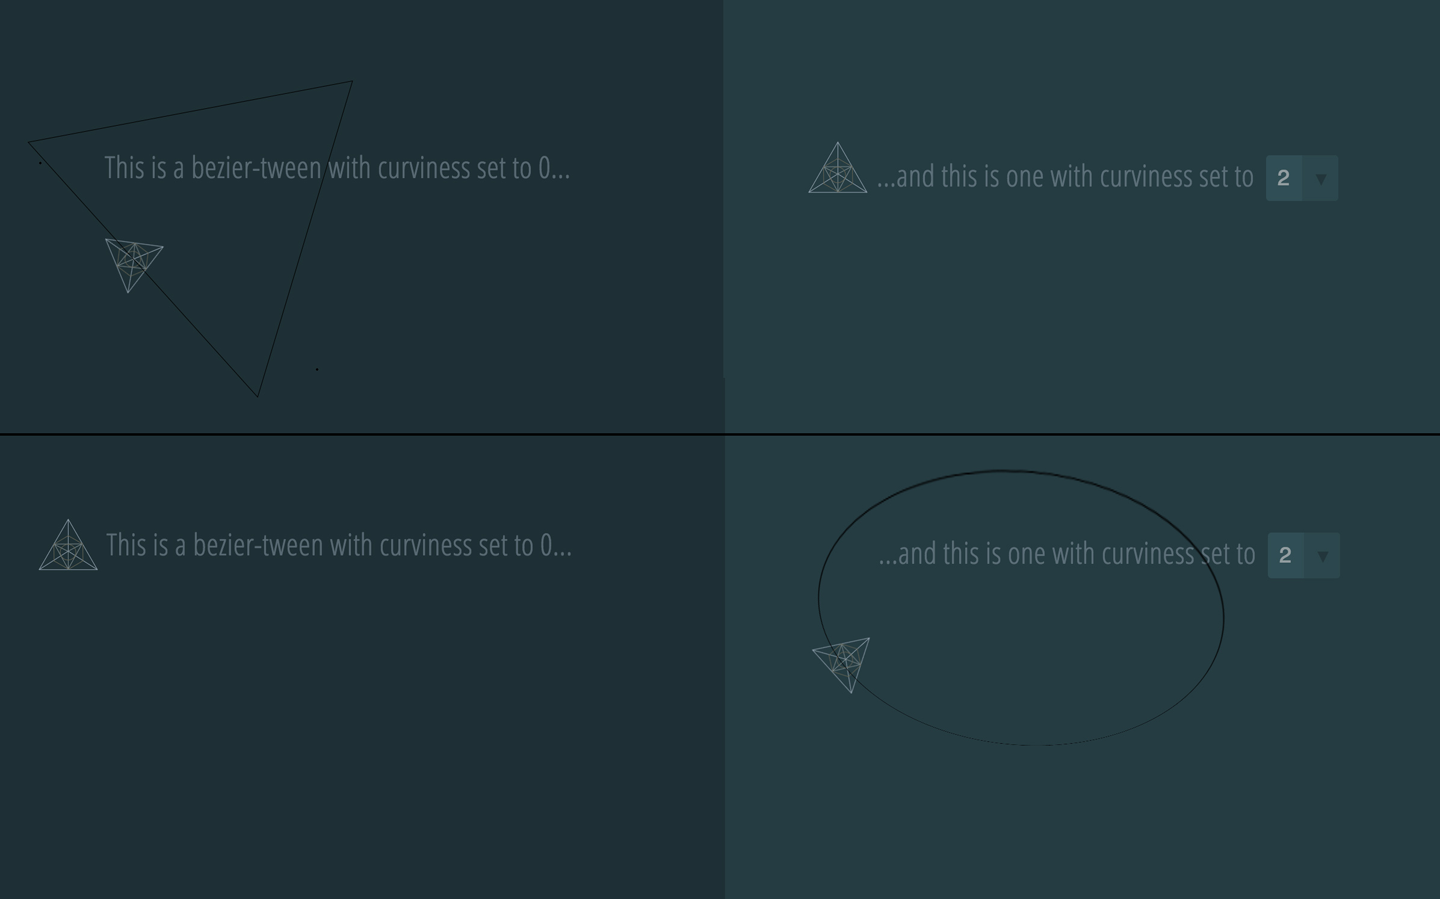 This is a bezier-tween with curviness set to 0...
...and this is one with curviness set to 2 ▼
This is a bezier-tween with curviness set to 0...
...and this is one with curviness set to 2 ▼